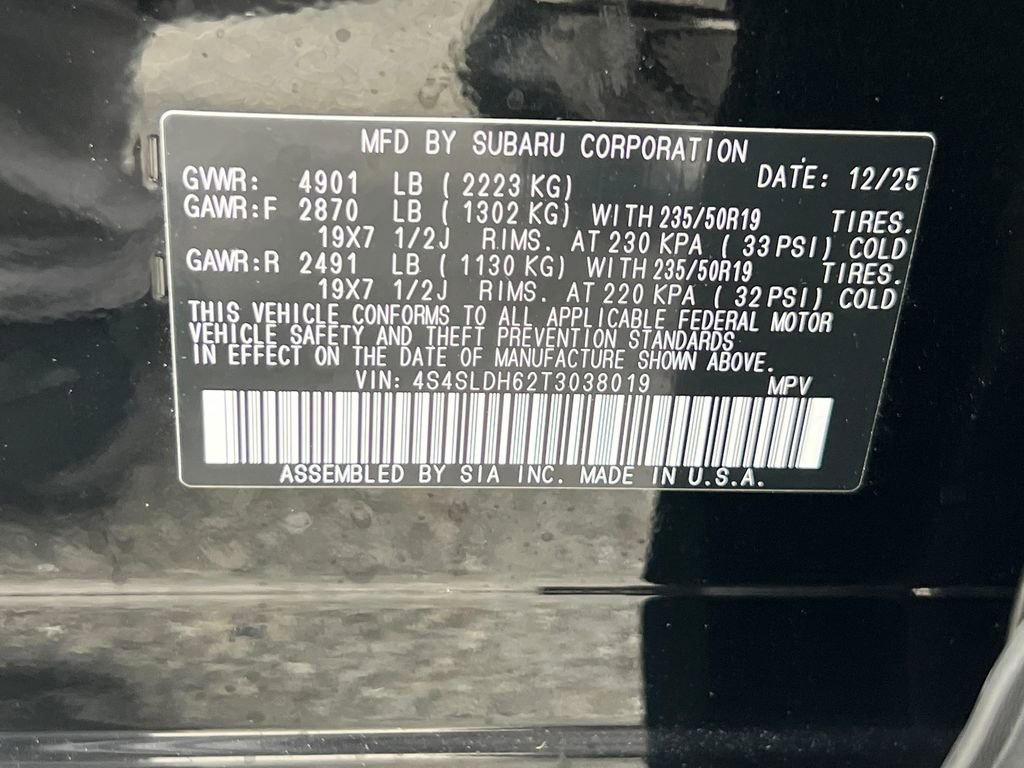 MFD BY SUBARU CORPORATION
GVWR: 4901 LB ( 2223 KG) DATE: 12/25
GAWR:F 2870 LB ( 1302 KG) WITH 235/50R19 TIRES.
19X7 1/2J RIMS. AT 230 KPA ( 33 PSI) COLD
GAWR:R 2491 LB ( 1130 KG) WITH 235/50R19 TIRES.
19X7 1/2J RIMS. AT 220 KPA ( 32 PSI) COLD
THIS VEHICLE CONFORMS TO ALL APPLICABLE FEDERAL MOTOR
VEHICLE SAFETY AND THEFT PREVENTION STANDARDS
IN EFFECT ON THE DATE OF MANUFACTURE SHOWN ABOVE.
VIN: 4S4SLDH62T3038019 MPV
ASSEMBLED BY SIA INC. MADE IN U.S.A.